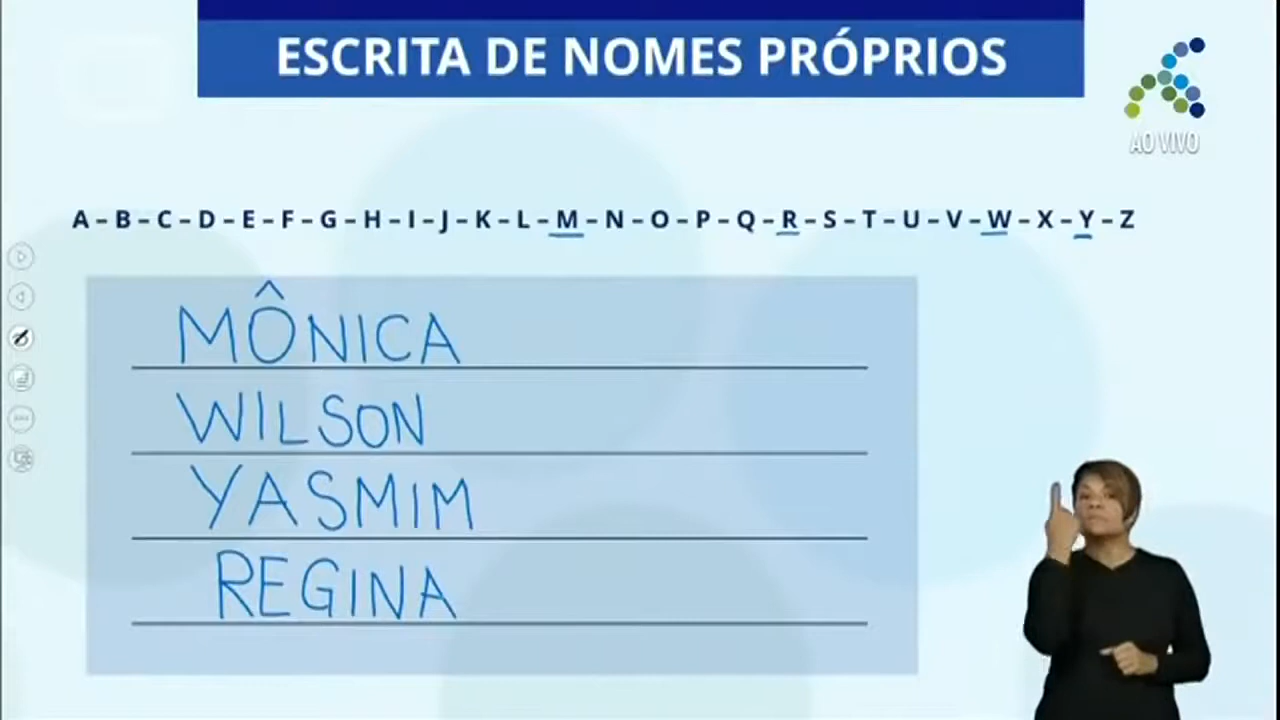 ESCRITA DE NOMES PRÓPRIOS
AO VIVO
A – B – C – D – E – F – G – H – I – J – K – L – M – N – O – P – Q – R – S – T – U – V – W – X – Y – Z
MÔNICA
WILSON
YASMIM
REGINA